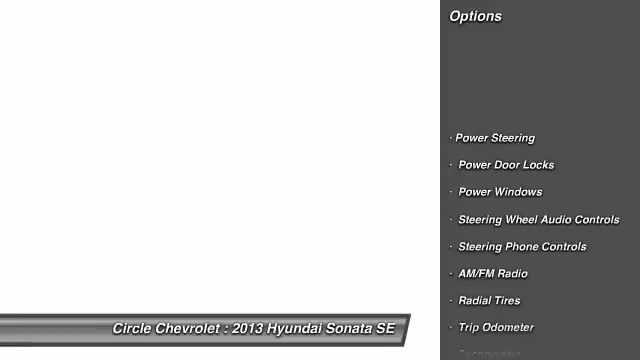 Options
· Power Steering
· Power Door Locks
· Power Windows
· Steering Wheel Audio Controls
· Steering Phone Controls
· AM/FM Radio
· Radial Tires
· Trip Odometer
Circle Chevrolet : 2013 Hyundai Sonata SE